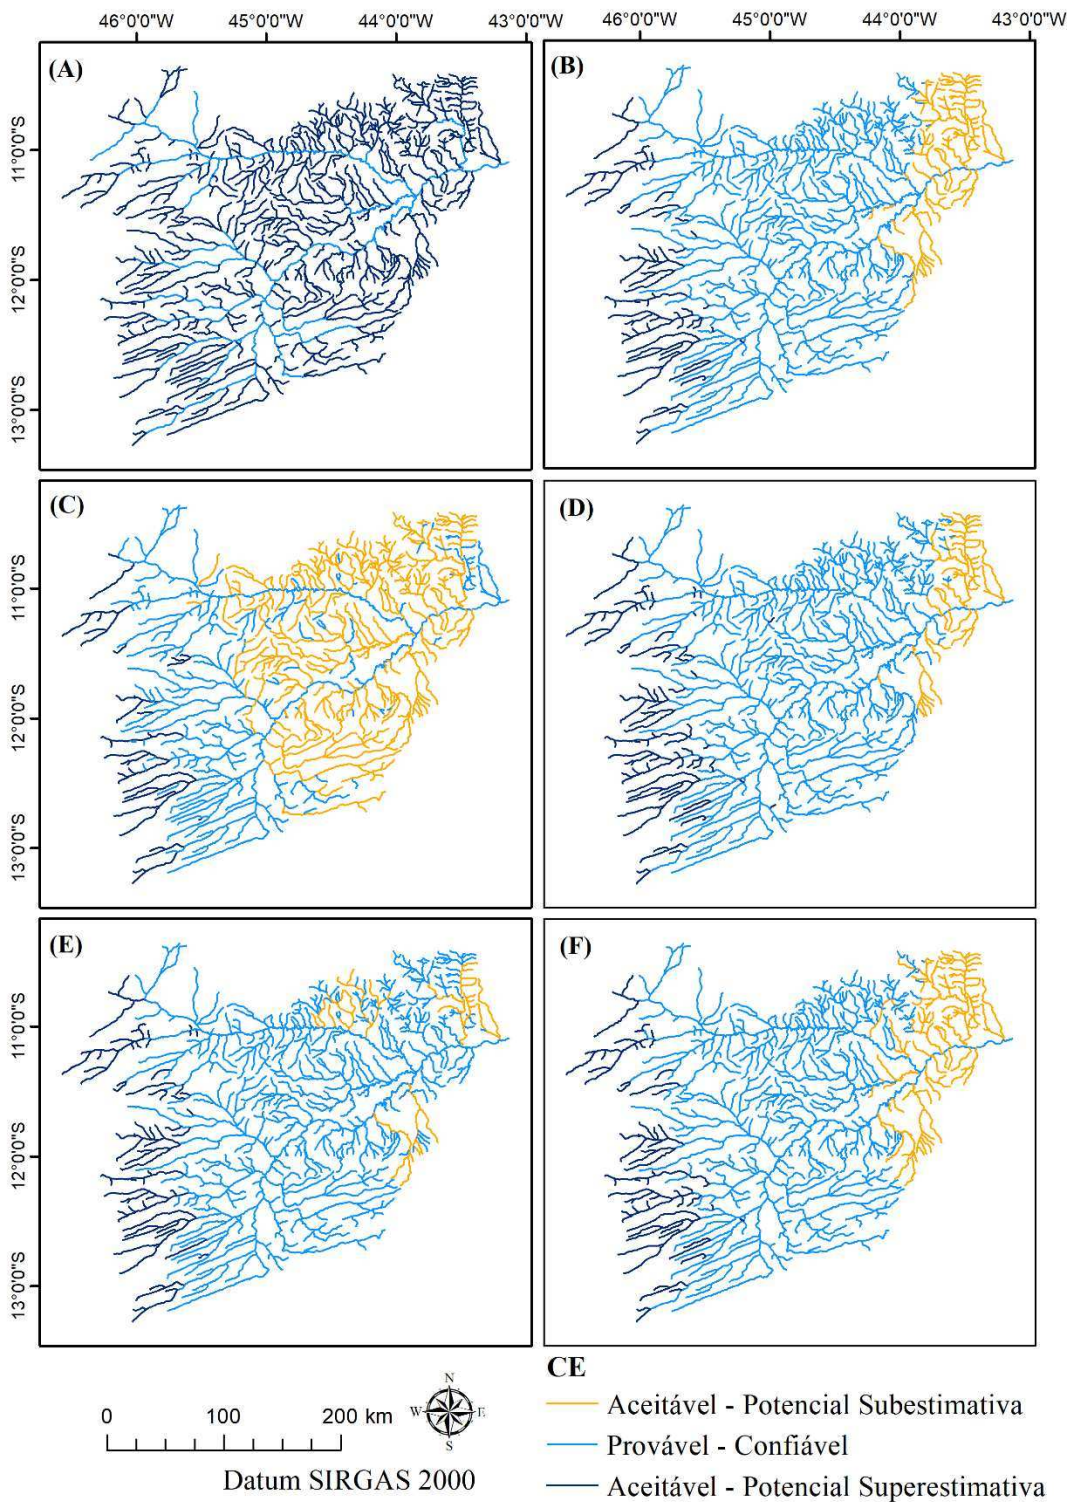 46°0'0"W 45°0'0"W 44°0'0"W 43°0'0"W 46°0'0"W 45°0'0"W 44°0'0"W 43°0'0"W
(A)
(B)
11°0'0"S
12°0'0"S
13°0'0"S
(C)
(D)
11°0'0"S
12°0'0"S
13°0'0"S
(E)
(F)
11°0'0"S
12°0'0"S
13°0'0"S
0 100 200 km
N
W E
S
Datum SIRGAS 2000
CE
Aceitável - Potencial Subestimativa
Provável - Confiável
Aceitável - Potencial Superestimativa